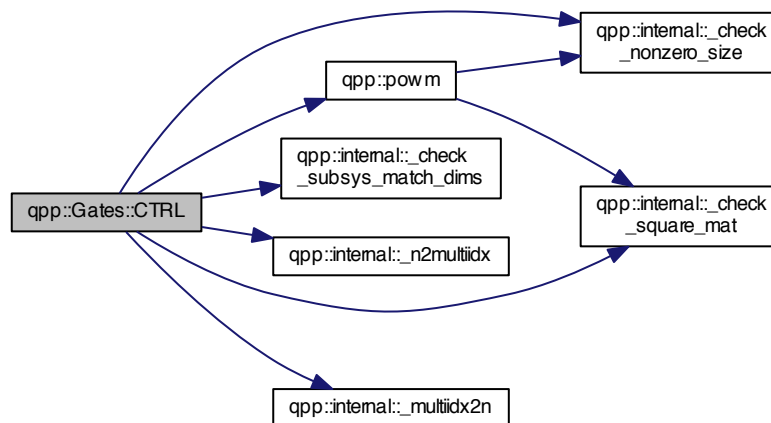 qpp::internal::_check
_nonzero_size
qpp::powm
qpp::internal::_check
_subsys_match_dims
qpp::Gates::CTRL
qpp::internal::_check
_square_mat
qpp::internal::_n2multiidx
qpp::internal::_multiidx2n